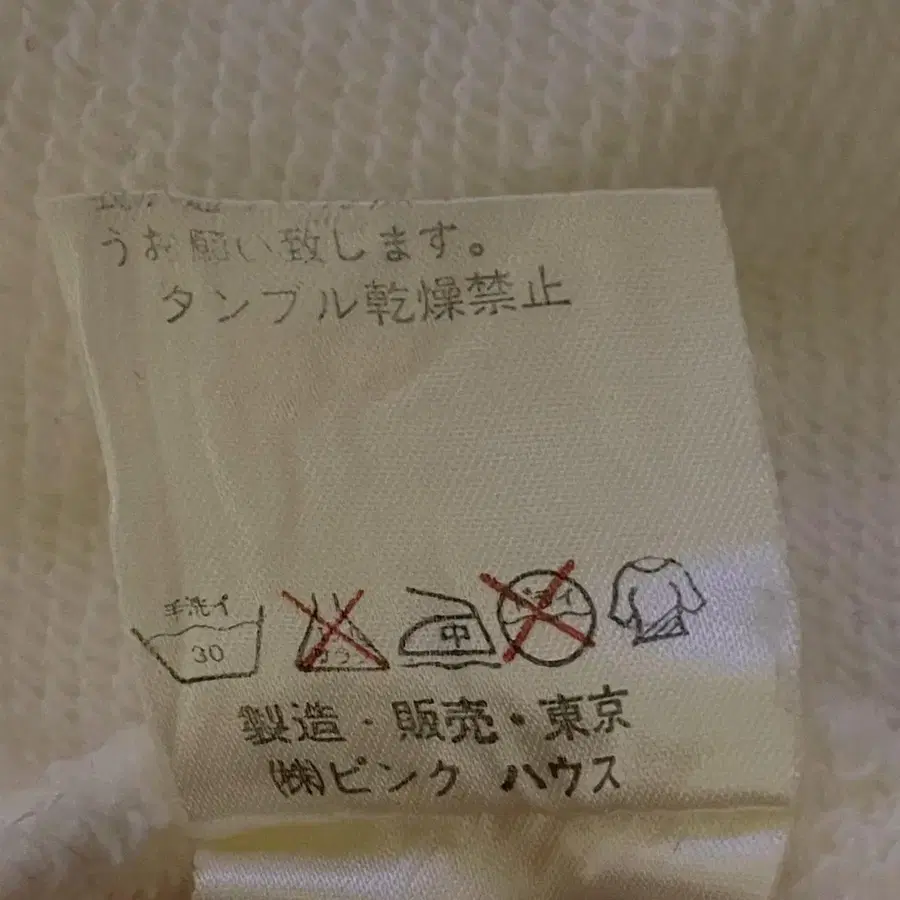 うお願い致します。
タンブル乾燥禁止
手洗イ
30
中
製造・販売・東京
㈱ピンク ハウス